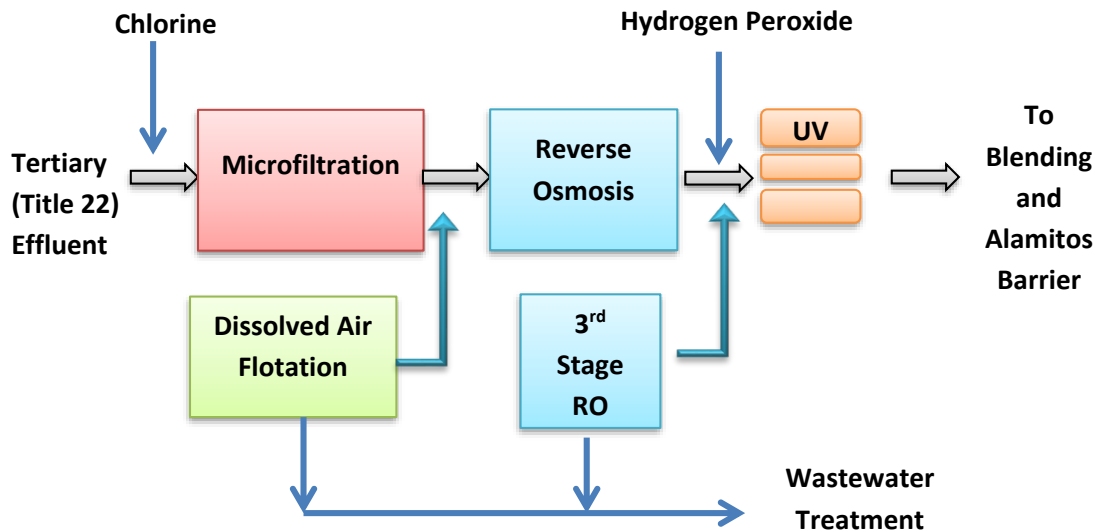 Chlorine
Hydrogen Peroxide
Tertiary
(Title 22)
Effluent
Microfiltration
Reverse
Osmosis
UV
To
Blending
and
Alamitos
Barrier
Dissolved Air
Flotation
3rd
Stage
RO
Wastewater
Treatment